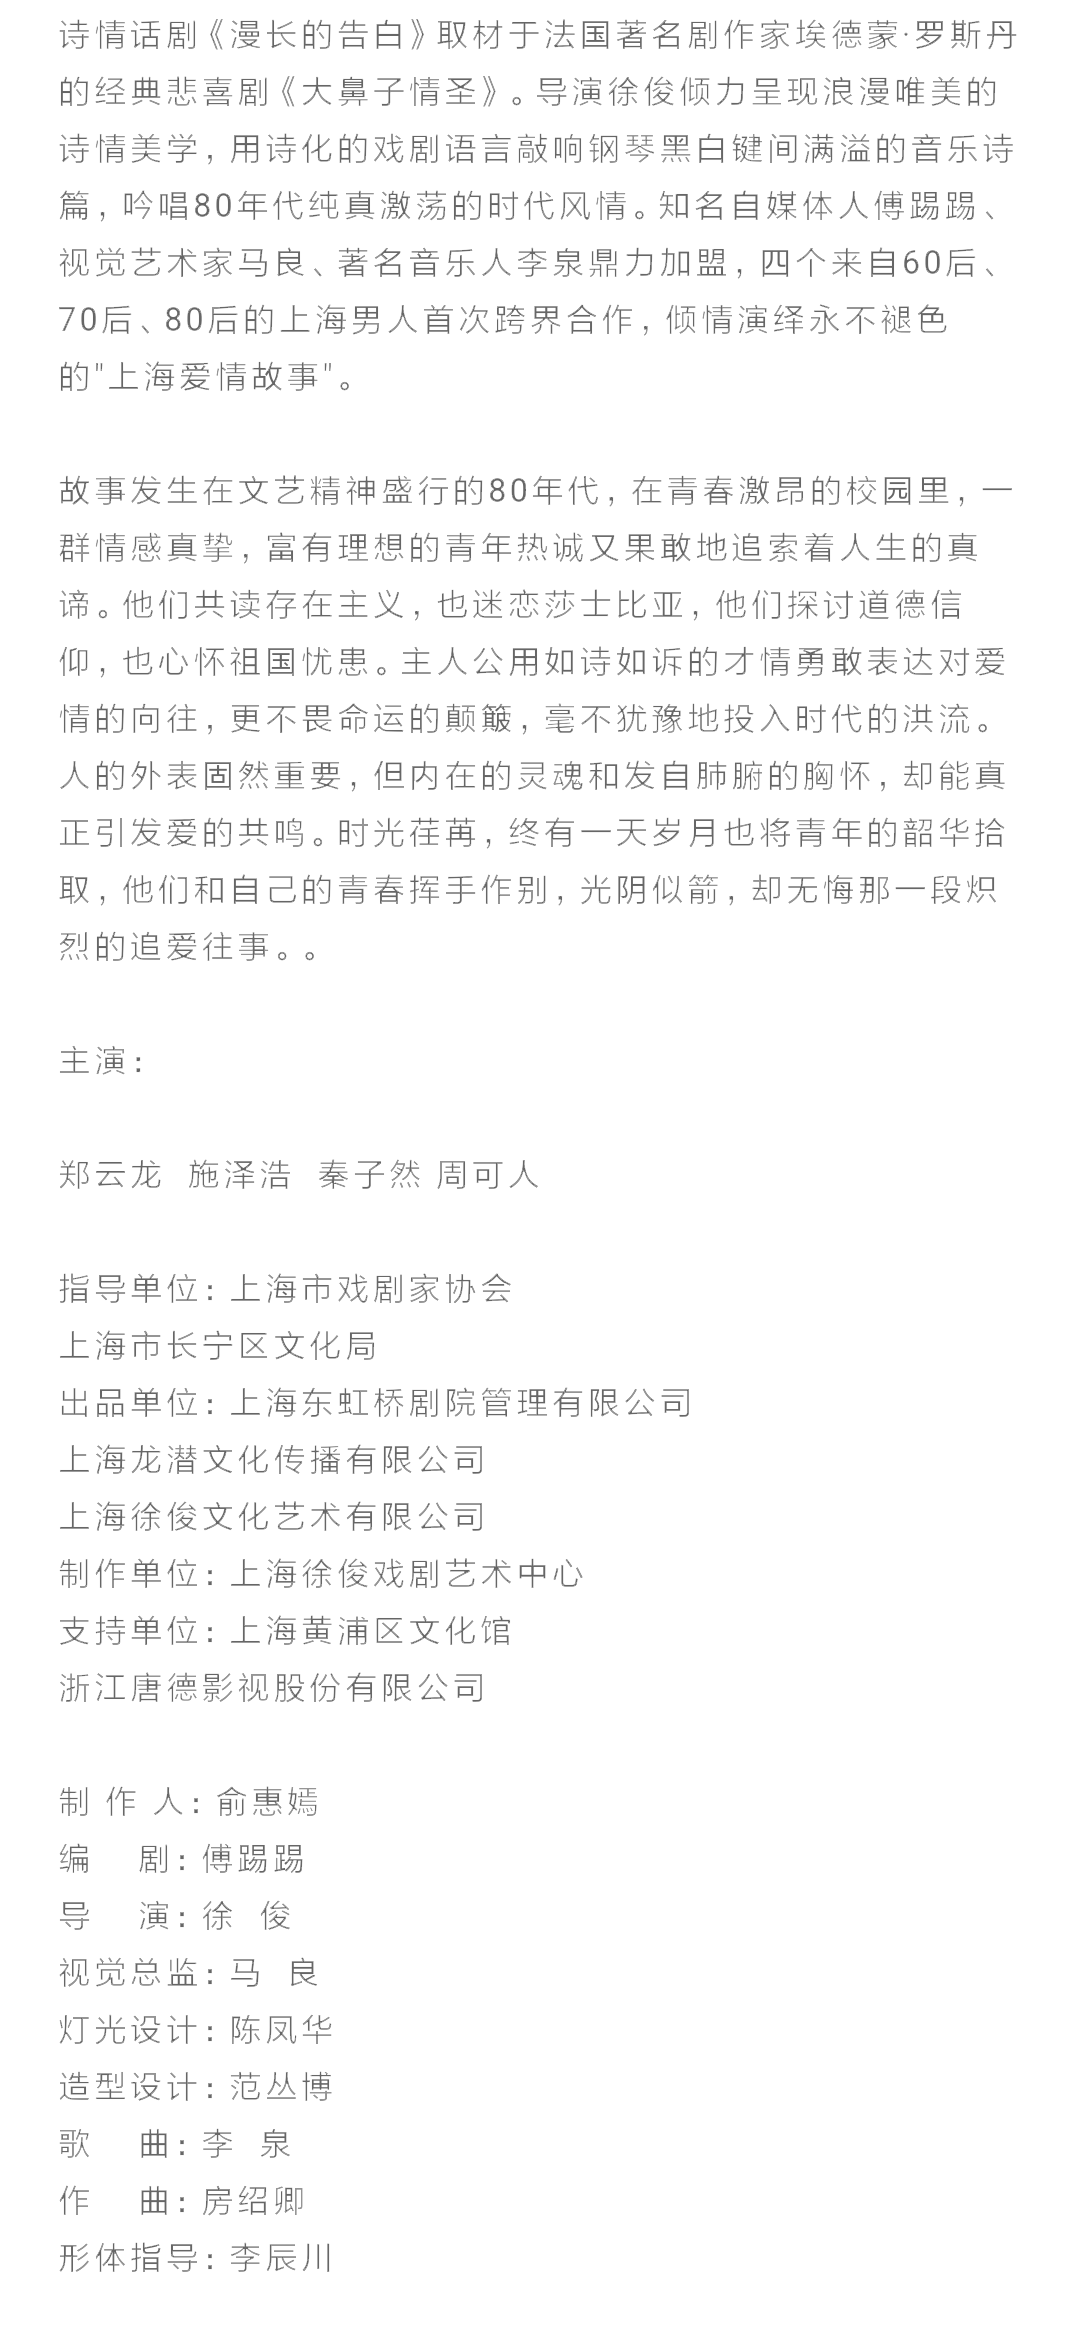 诗情话剧《漫长的告白》取材于法国著名剧作家埃德蒙·罗斯丹
的经典悲喜剧《大鼻子情圣》。导演徐俊倾力呈现浪漫唯美的
诗情美学，用诗化的戏剧语言敲响钢琴黑白键间满溢的音乐诗
篇，吟唱80年代纯真激荡的时代风情。知名自媒体人傅踢踢、
视觉艺术家马良、著名音乐人李泉鼎力加盟，四个来自60后、
70后、80后的上海男人首次跨界合作，倾情演绎永不褪色
的"上海爱情故事"。
故事发生在文艺精神盛行的80年代，在青春激昂的校园里，一
群情感真挚，富有理想的青年热诚又果敢地追索着人生的真
谛。他们共读存在主义，也迷恋莎士比亚，他们探讨道德信
仰，也心怀祖国忧患。主人公用如诗如诉的才情勇敢表达对爱
情的向往，更不畏命运的颠簸，毫不犹豫地投入时代的洪流。
人的外表固然重要，但内在的灵魂和发自肺腑的胸怀，却能真
正引发爱的共鸣。时光荏苒，终有一天岁月也将青年的韶华拾
取，他们和自己的青春挥手作别，光阴似箭，却无悔那一段炽
烈的追爱往事。。
主演：
郑云龙 施泽浩 秦子然 周可人
指导单位：上海市戏剧家协会
上海市长宁区文化局
出品单位：上海东虹桥剧院管理有限公司
上海龙潜文化传播有限公司
上海徐俊文化艺术有限公司
制作单位：上海徐俊戏剧艺术中心
支持单位：上海黄浦区文化馆
浙江唐德影视股份有限公司
制 作 人：俞惠嫣
编 剧：傅踢踢
导 演：徐 俊
视觉总监：马 良
灯光设计：陈凤华
造型设计：范丛博
歌 曲：李 泉
作 曲：房绍卿
形体指导：李辰川